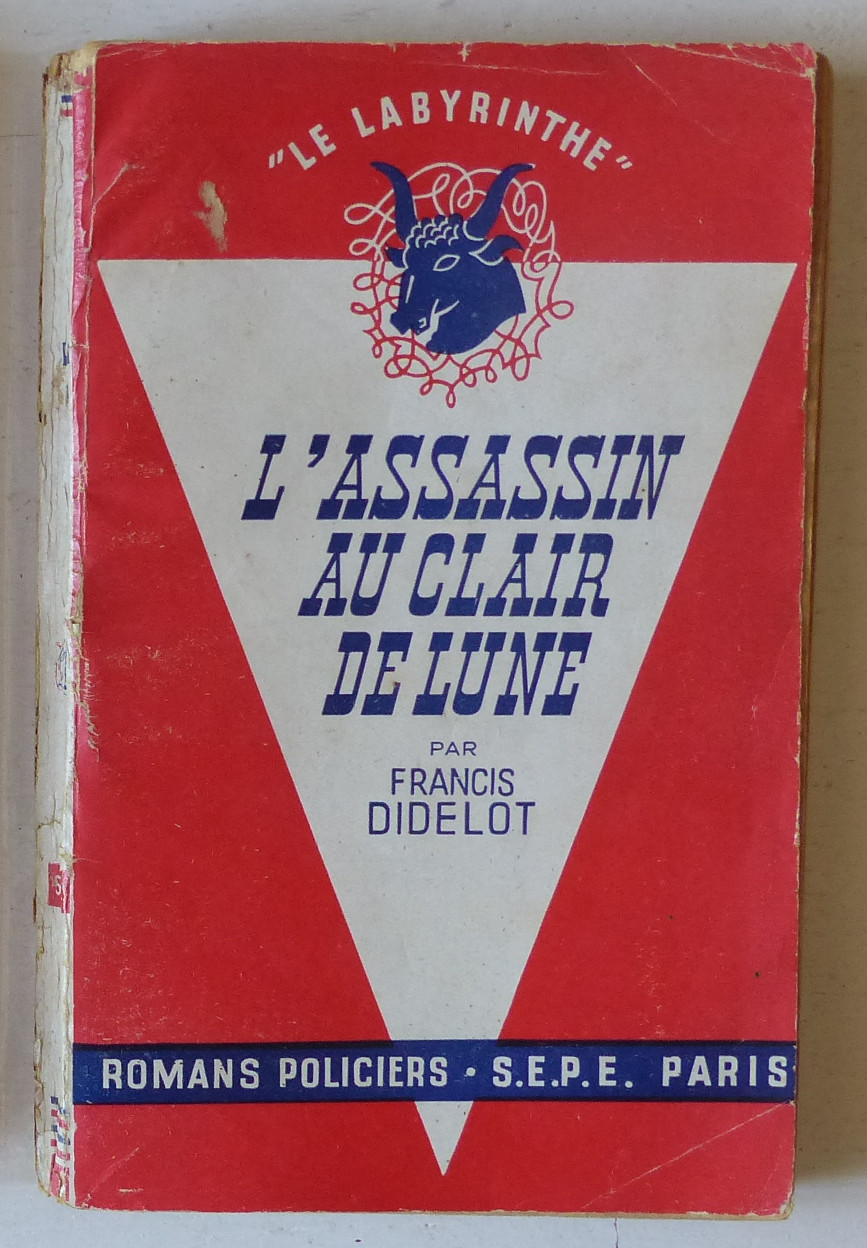 "LE LABYRINTHE"
L'ASSASSIN
AU CLAIR
DE LUNE
PAR
FRANCIS
DIDELOT
ROMANS POLICIERS • S.E.P.E. PARIS